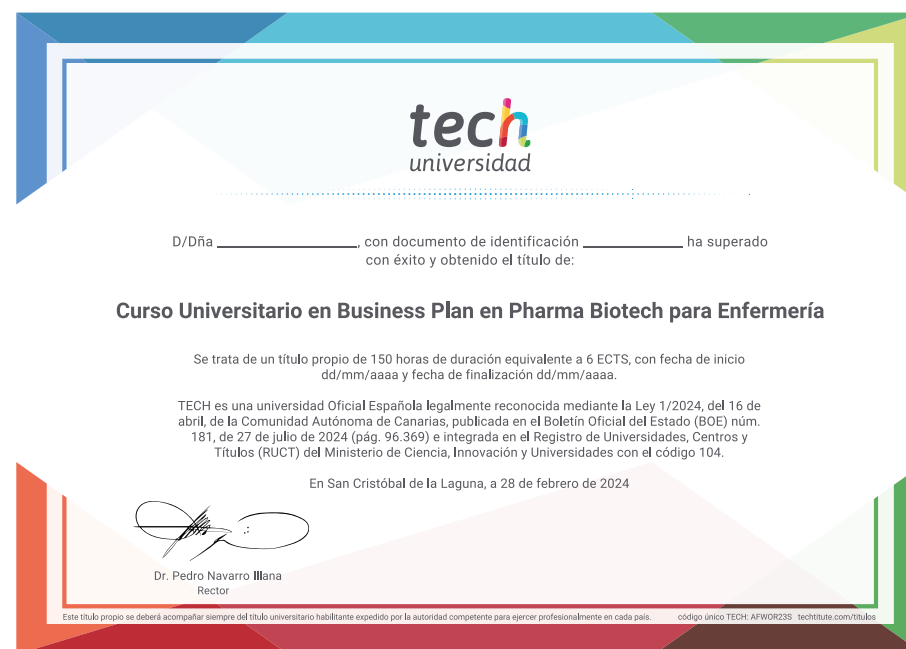 tech
universidad
D/Dña ____________, con documento de identificación ____________ ha superado
con éxito y obtenido el título de:
Curso Universitario en Business Plan en Pharma Biotech para Enfermería
Se trata de un título propio de 150 horas de duración equivalente a 6 ECTS, con fecha de inicio
dd/mm/aaaa y fecha de finalización dd/mm/aaaa.
TECH es una universidad Oficial Española legalmente reconocida mediante la Ley 1/2024, del 16 de
abril, de la Comunidad Autónoma de Canarias, publicada en el Boletín Oficial del Estado (BOE) núm.
181, de 27 de julio de 2024 (pág. 96.369) e integrada en el Registro de Universidades, Centros y
Títulos (RUCT) del Ministerio de Ciencia, Innovación y Universidades con el código 104.
En San Cristóbal de la Laguna, a 28 de febrero de 2024
Dr. Pedro Navarro Illana
Rector
Este título propio se deberá acompañar siempre del título universitario habilitante expedido por la autoridad competente para ejercer profesionalmente en cada país. código único TECH: AFWOR23S techtitute.com/titulos